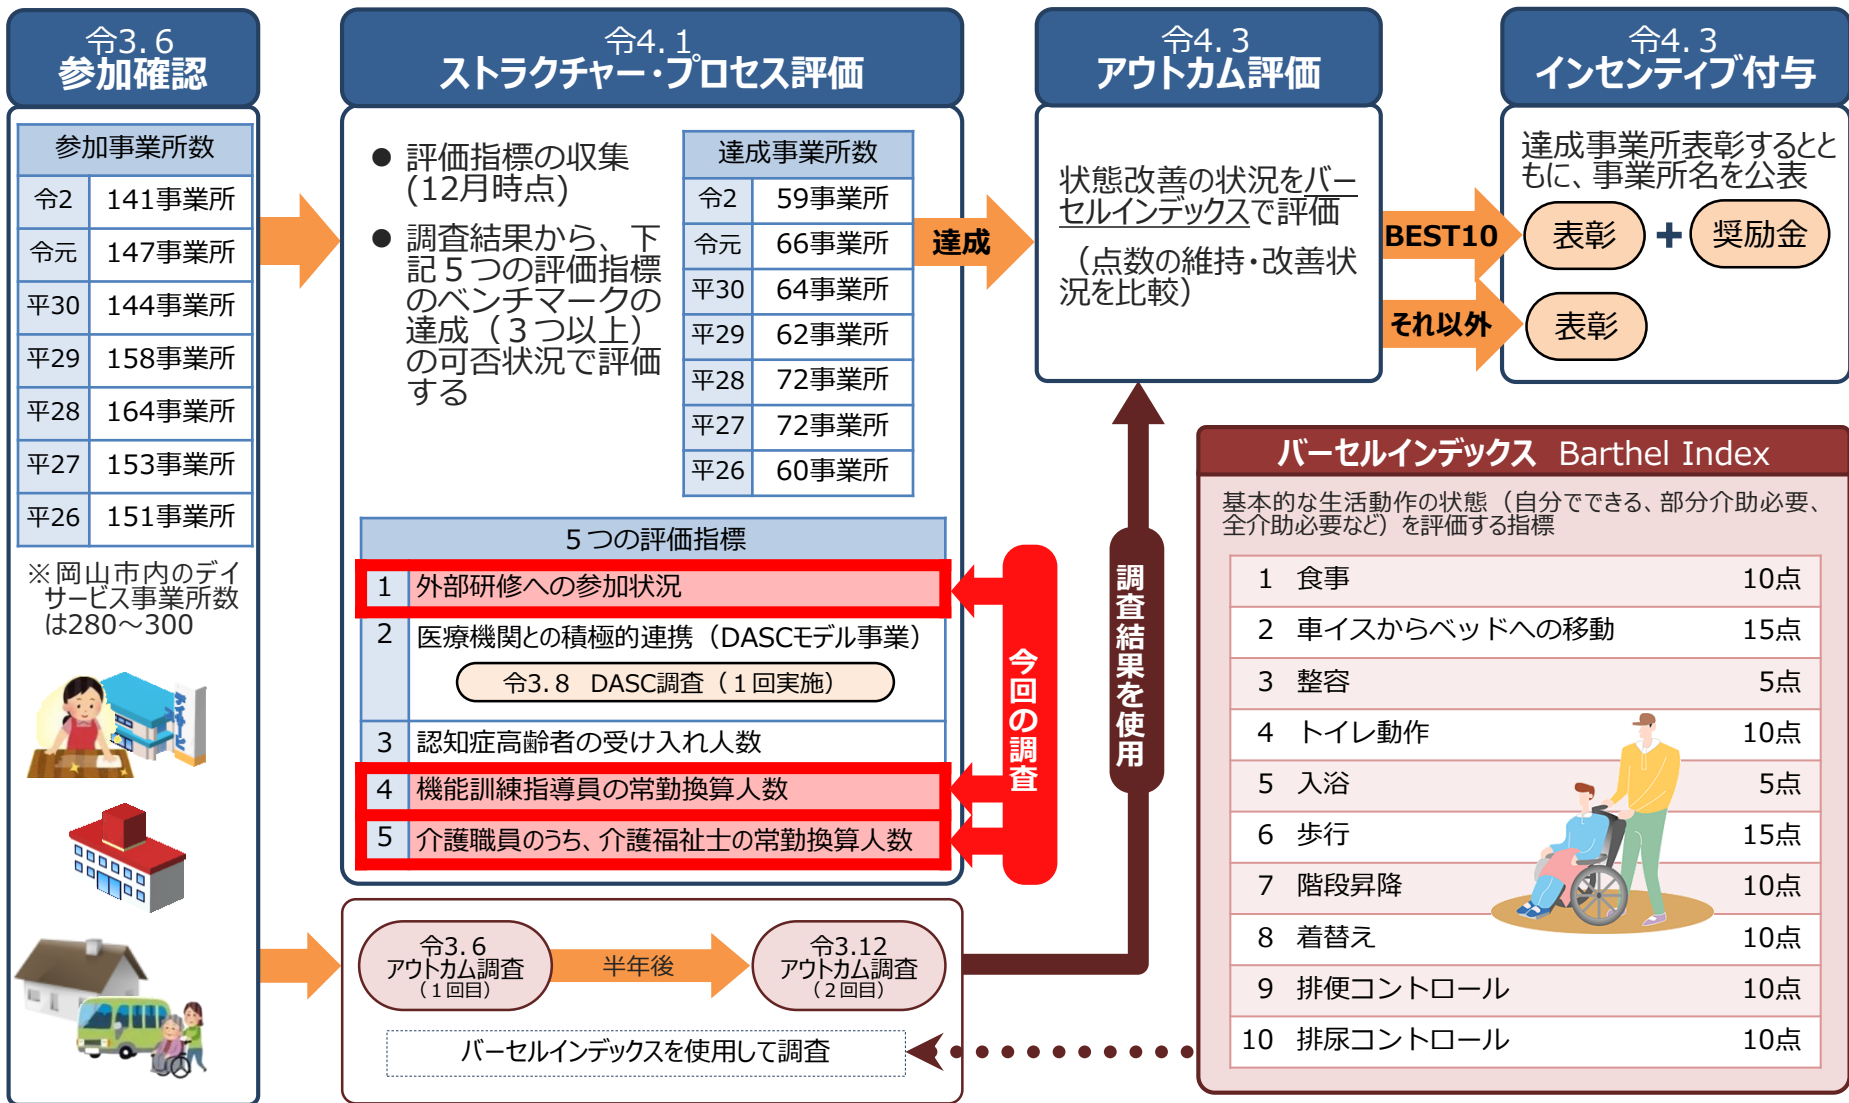 令3.6
参加確認
参加事業所数
令2 141事業所
令元 147事業所
平30 144事業所
平29 158事業所
平28 164事業所
平27 153事業所
平26 151事業所
※岡山市内のデイ
サービス事業所数
は280～300
令4.1
ストラクチャー・プロセス評価
● 評価指標の収集
(12月時点)
● 調査結果から、下
記５つの評価指標
のベンチマークの
達成（３つ以上）
の可否状況で評価
する
達成事業所数
令2 59事業所
令元 66事業所
平30 64事業所
平29 62事業所
平28 72事業所
平27 72事業所
平26 60事業所
５つの評価指標
1 外部研修への参加状況
2 医療機関との積極的連携（DASCモデル事業）
令3.8 DASC調査（１回実施）
3 認知症高齢者の受け入れ人数
4 機能訓練指導員の常勤換算人数
5 介護職員のうち、介護福祉士の常勤換算人数
今回の調査
達成
令4.3
アウトカム評価
状態改善の状況をバー
セルインデックスで評価
（点数の維持・改善状
況を比較）
BEST10
それ以外
令4.3
インセンティブ付与
達成事業所表彰するとと
もに、事業所名を公表
表彰 + 奨励金
表彰
調査結果を使用
令3.6
アウトカム調査
（１回目）
半年後
令3.12
アウトカム調査
（２回目）
バーセルインデックスを使用して調査
バーセルインデックス Barthel Index
基本的な生活動作の状態（自分でできる、部分介助必要、
全介助必要など）を評価する指標
1 食事 10点
2 車イスからベッドへの移動 15点
3 整容 5点
4 トイレ動作 10点
5 入浴 5点
6 歩行 15点
7 階段昇降 10点
8 着替え 10点
9 排便コントロール 10点
10 排尿コントロール 10点